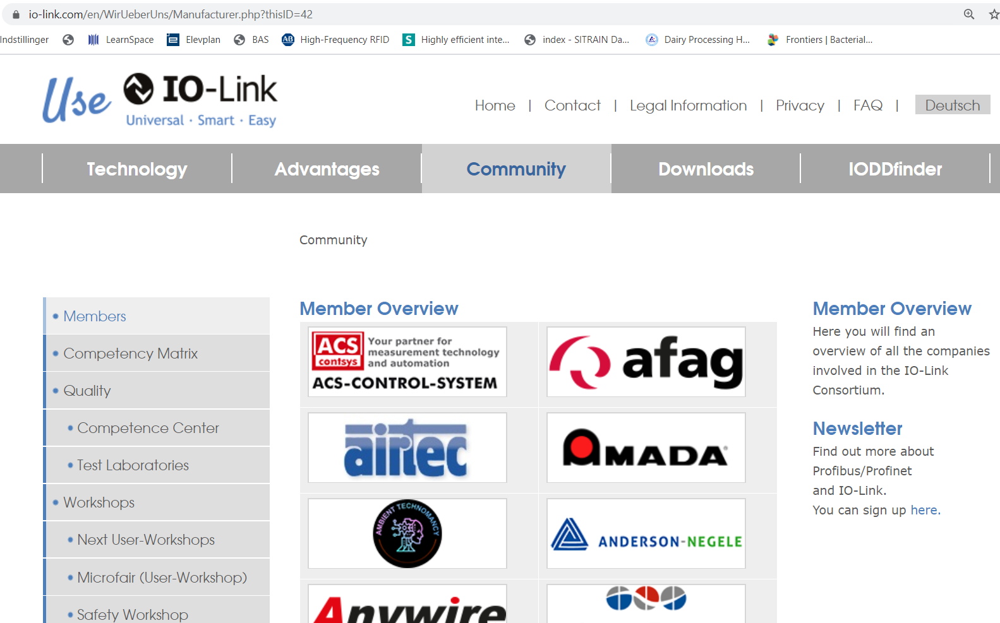 io-link.com/en/WirUeberUns/Manufacturer.php?thisID=42
Indstillinger LearnSpace Elevplan BAS AB High-Frequency RFID S Highly efficient inte... index - SITRAIN Da... Dairy Processing H... Frontiers | Bacterial...
Use IO-Link
Universal · Smart · Easy
Home | Contact | Legal Information | Privacy | FAQ | Deutsch
Technology Advantages Community Downloads IODDfinder
Community
Members
Competency Matrix
Quality
Competence Center
Test Laboratories
Workshops
Next User-Workshops
Microfair (User-Workshop)
Safety Workshop
Member Overview
ACS
contsys
Your partner for
measurement technology
and automation
ACS-CONTROL-SYSTEM
afag
airtec
AMADA
AMBIENT TECHNOMANCY
ANDERSON-NEGELE
Anywire
Member Overview
Here you will find an
overview of all the companies
involved in the IO-Link
Consortium.
Newsletter
Find out more about
Profibus/Profinet
and IO-Link.
You can sign up here.